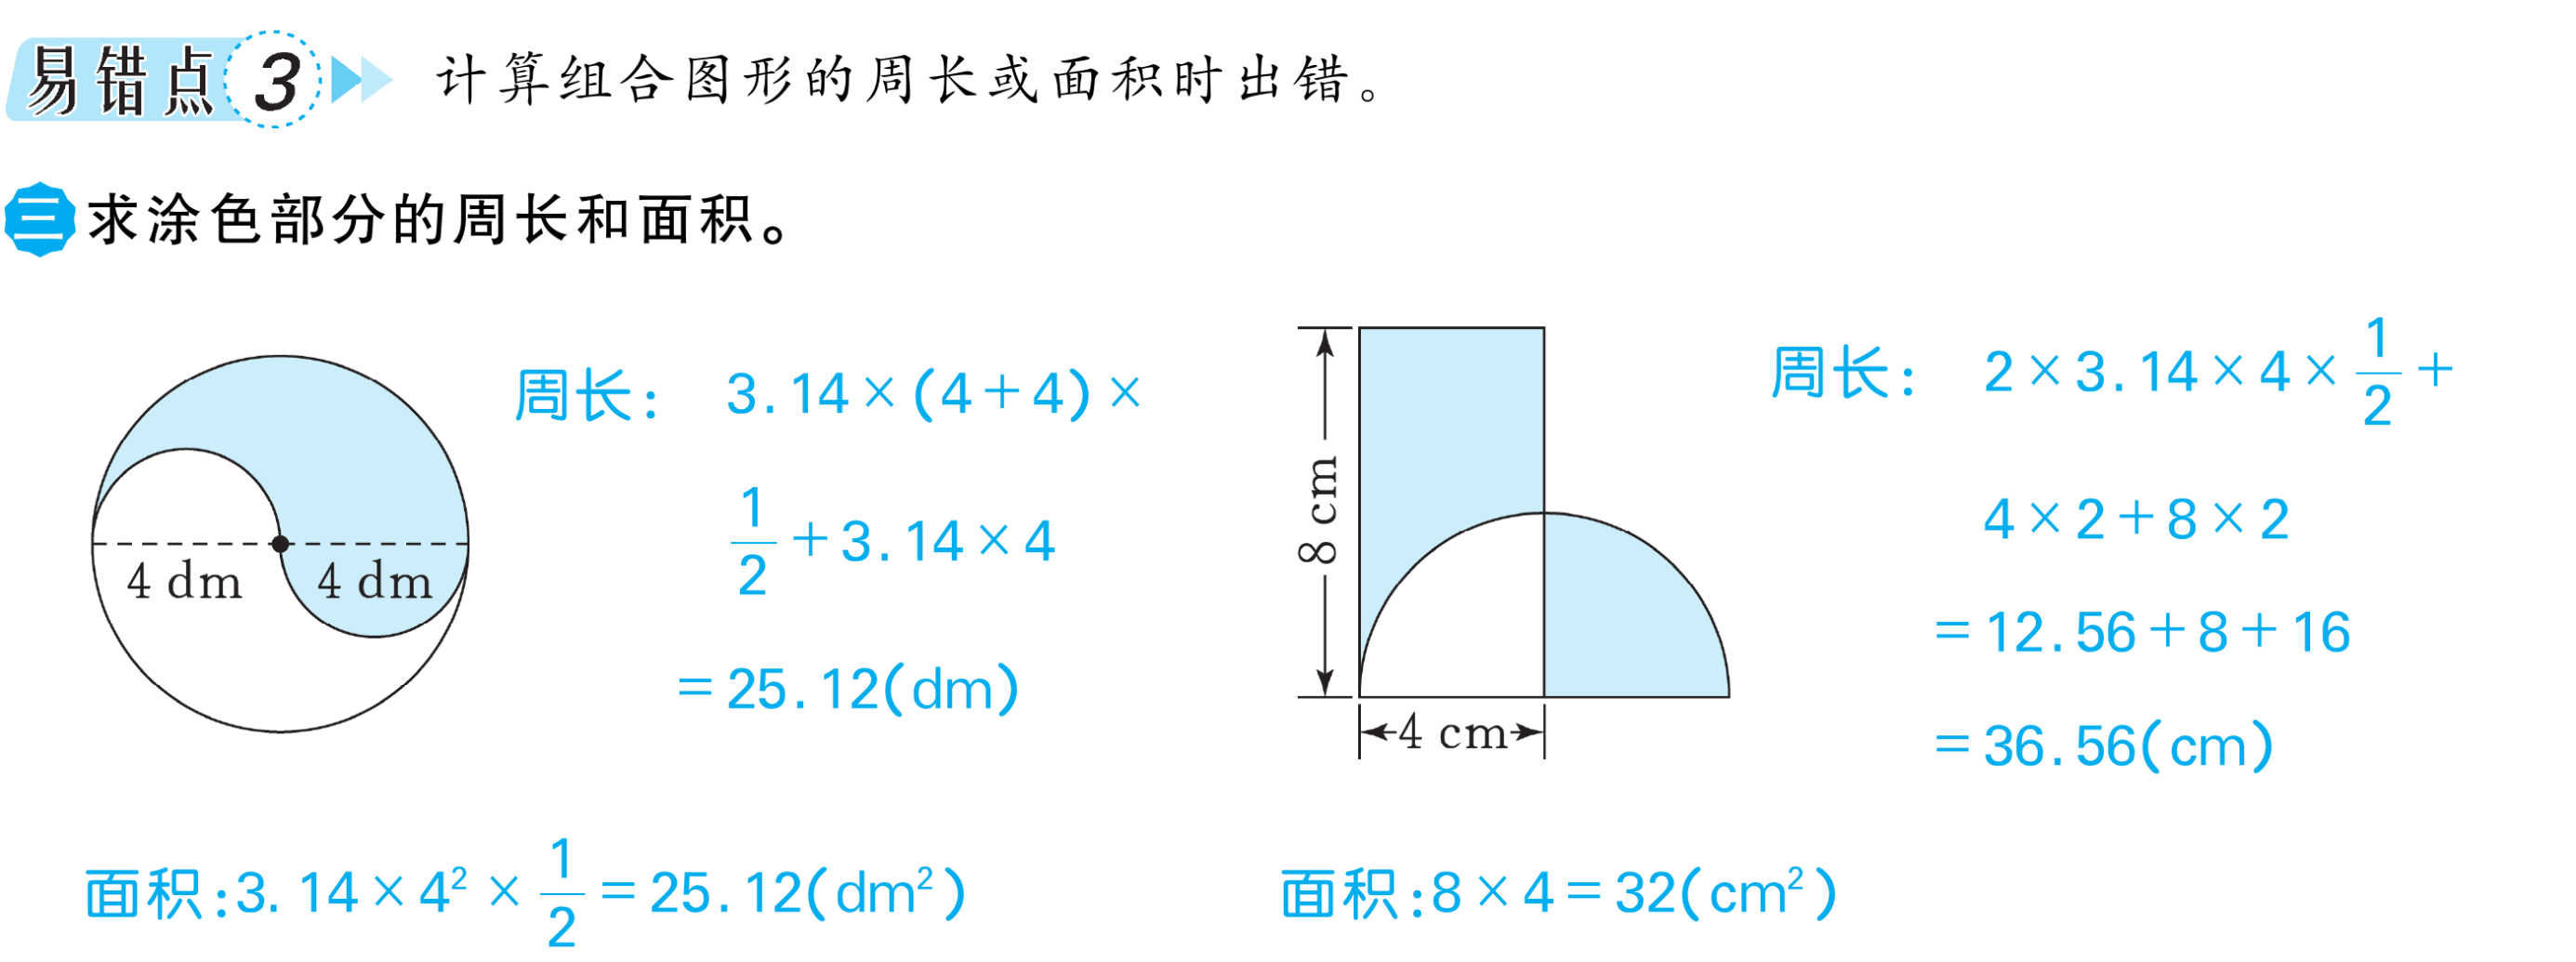 易错点3 计算组合图形的周长或面积时出错。
三 求涂色部分的周长和面积。
4 dm 4 dm
周长: 3.14×(4+4)×
1/2+3.14×4
=25.12(dm)
面积:3.14×4²×1/2=25.12(dm²)
8 cm
4 cm
周长: 2×3.14×4×1/2+
4×2+8×2
=12.56+8+16
=36.56(cm)
面积:8×4=32(cm²)